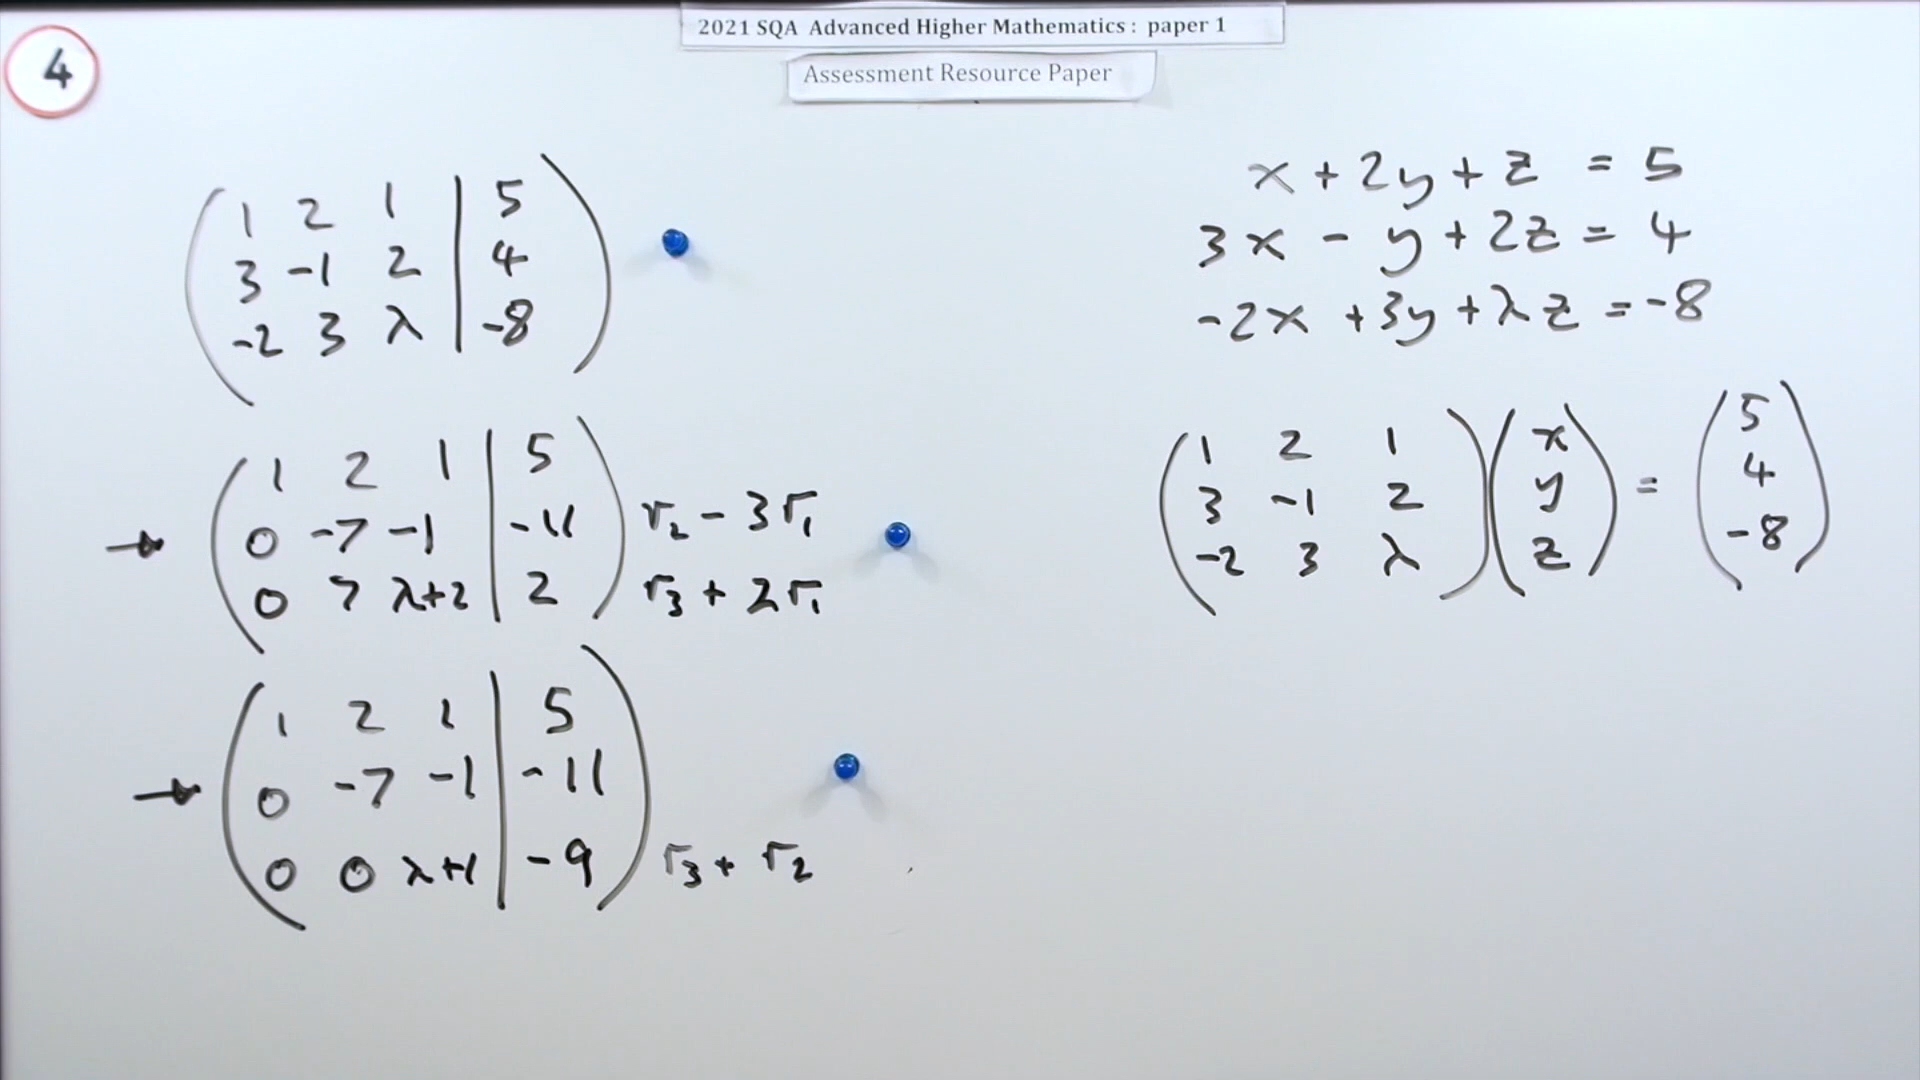 4
2021 SQA Advanced Higher Mathematics : paper 1
Assessment Resource Paper
1 2 1 | 5
3 -1 2 | 4
-2 3 λ | -8
→ 1 2 1 | 5
0 -7 -1 | -11 r₂ - 3r₁
0 7 λ+2 | 2 r₃ + 2r₁
→ 1 2 1 | 5
0 -7 -1 | -11
0 0 λ+1 | -9 r₃ + r₂
x + 2y + z = 5
3x - y + 2z = 4
-2x + 3y + λz = -8
(1 2 1) (x) = (5)
(3 -1 2) (y) (4)
(-2 3 λ) (z) (-8)